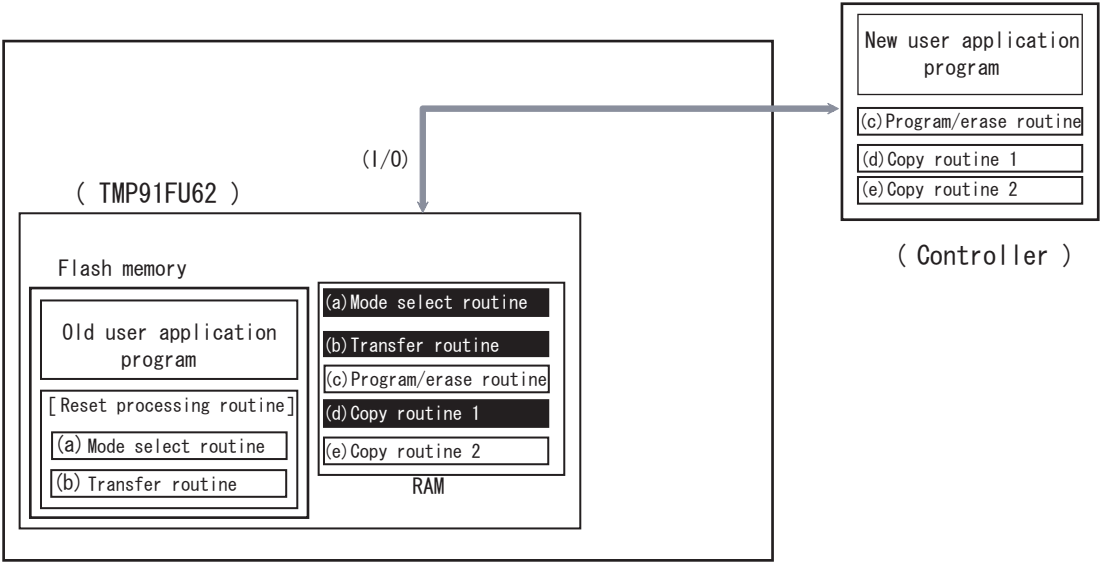 New user application
program
(c)Program/erase routine
(d)Copy routine 1
(e)Copy routine 2
( Controller )
(I/O)
( TMP91FU62 )
Flash memory
Old user application
program
[Reset processing routine]
(a) Mode select routine
(b) Transfer routine
(a)Mode select routine
(b)Transfer routine
(c)Program/erase routine
(d)Copy routine 1
(e)Copy routine 2
RAM